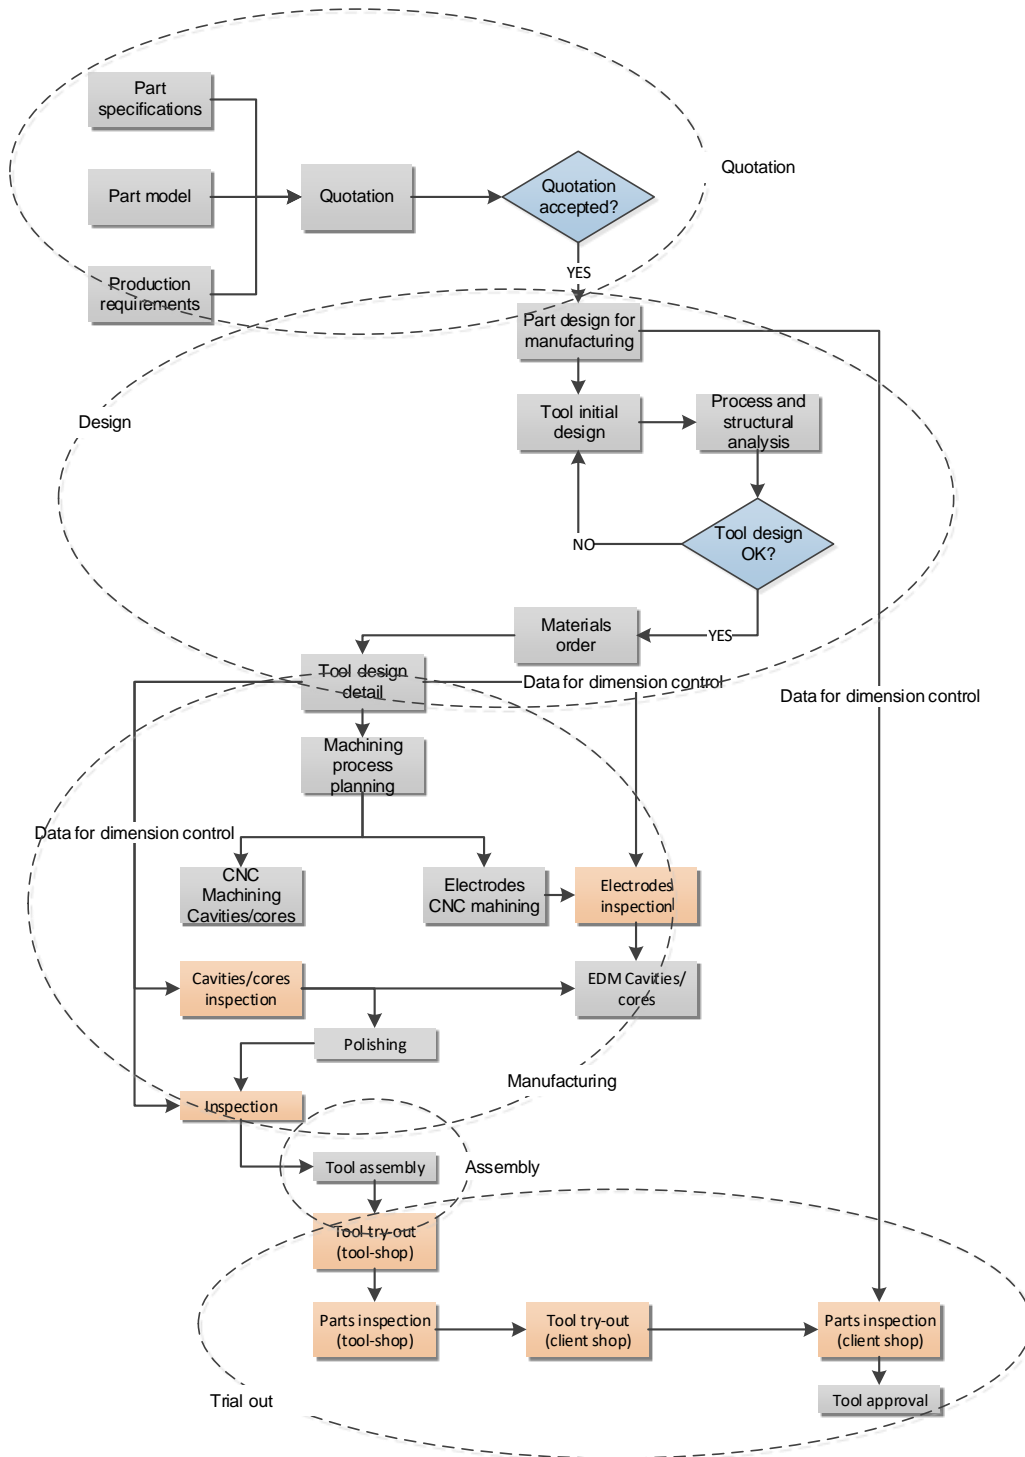 Part
specifications
Part model
Production
requirements
Quotation
Quotation
accepted?
Quotation
YES
Part design for
manufacturing
Design
Tool initial
design
Process and
structural
analysis
Tool design
OK?
NO
YES
Materials
order
Tool design
detail
Data for dimension control
Data for dimension control
Machining
process
planning
Data for dimension control
CNC
Machining
Cavities/cores
Electrodes
CNC mahining
Electrodes
inspection
Cavities/cores
inspection
EDM Cavities/
cores
Polishing
Manufacturing
Inspection
Tool assembly
Assembly
Tool try-out
(tool-shop)
Parts inspection
(tool-shop)
Tool try-out
(client shop)
Parts inspection
(client shop)
Trial out
Tool approval